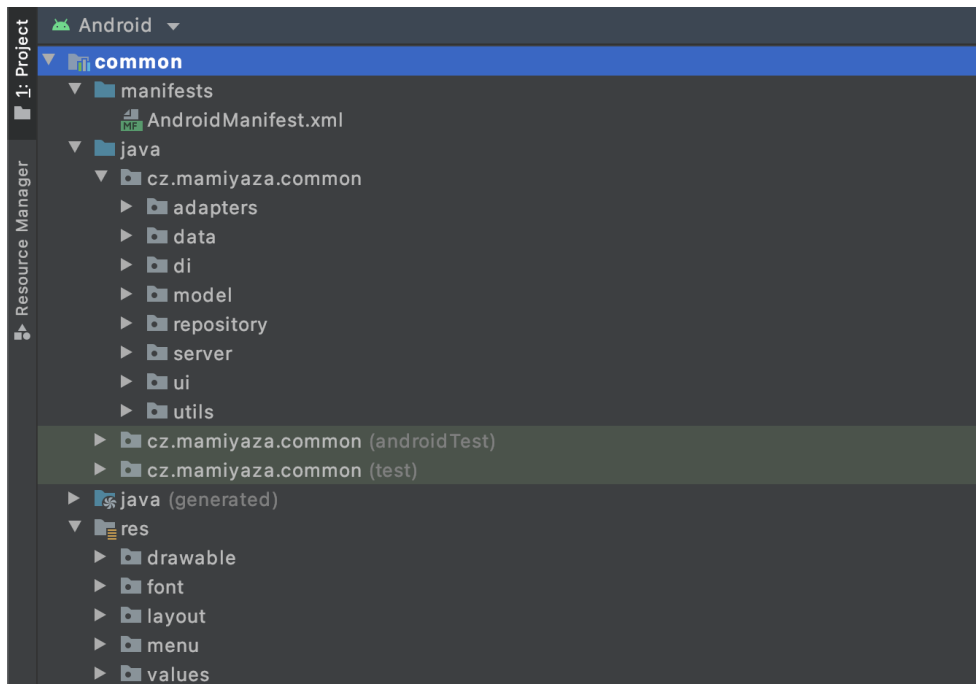 1: Project
Resource Manager
Android
common
manifests
MF AndroidManifest.xml
java
cz.mamiyaza.common
adapters
data
di
model
repository
server
ui
utils
cz.mamiyaza.common (androidTest)
cz.mamiyaza.common (test)
java (generated)
res
drawable
font
layout
menu
values